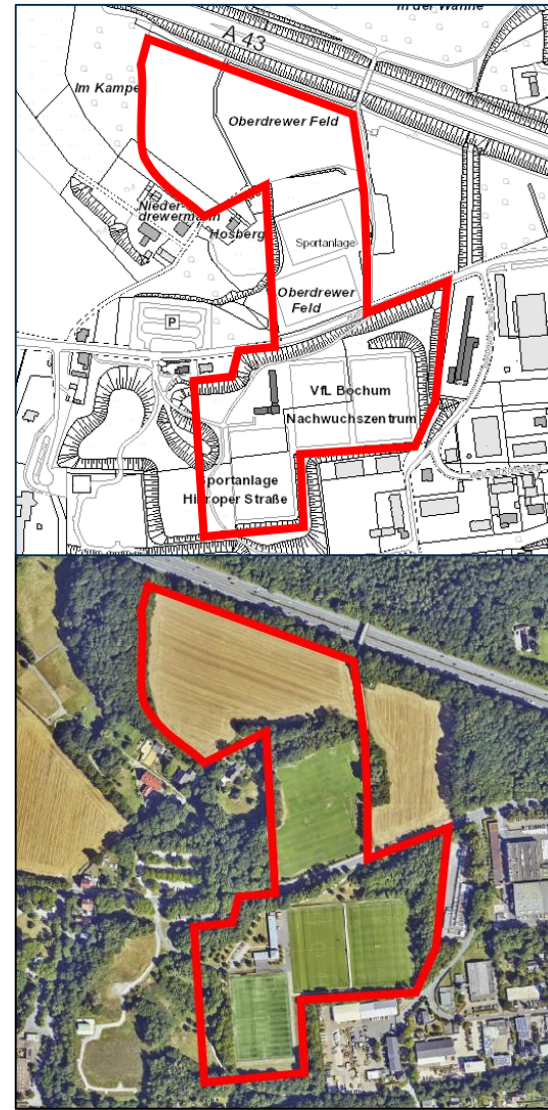 In der Wanne
A 43
Im Kampe
Oberdrewer Feld
Nieder-
drewermann
Hosberg
Sportanlage
Oberdrewer
Feld
P
VfL Bochum
Nachwuchszentrum
Sportanlage
Hiltroper Straße